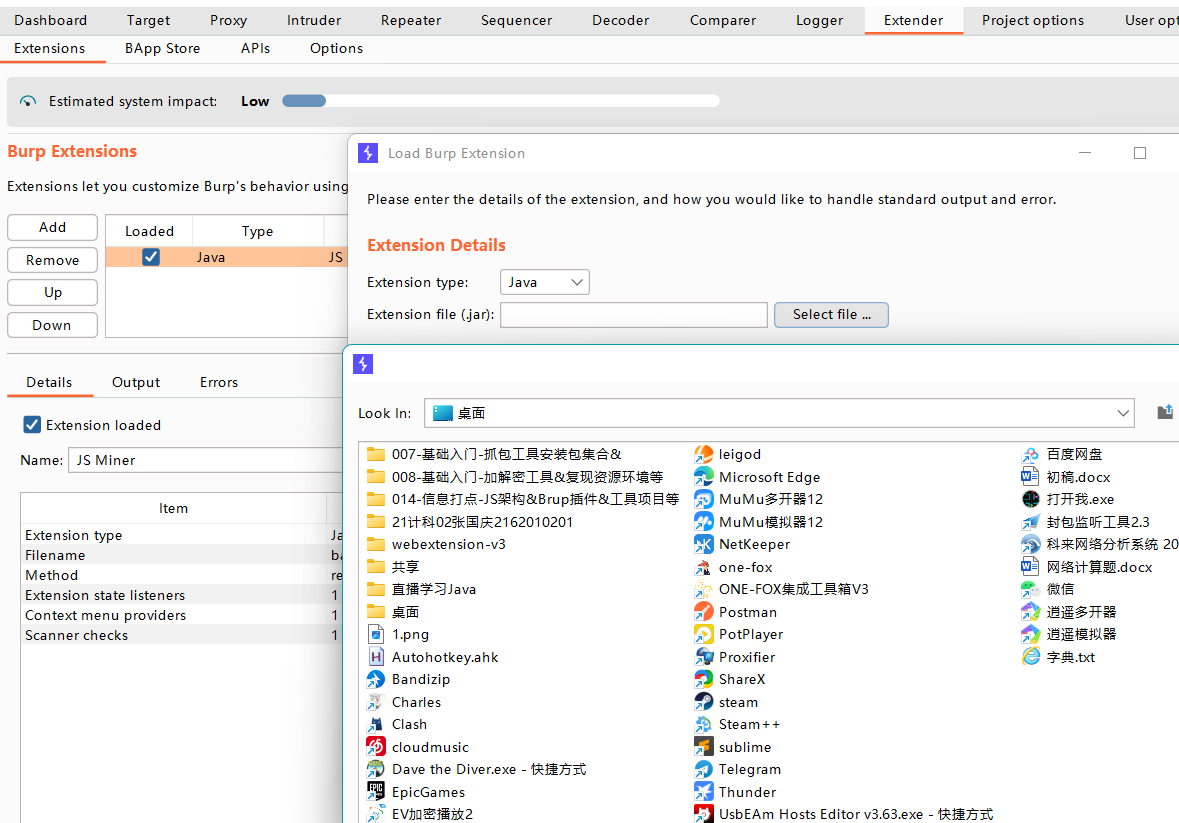 Dashboard Target Proxy Intruder Repeater Sequencer Decoder Comparer Logger Extender Project options User opt
Extensions BApp Store APIs Options
Estimated system impact: Low
Burp Extensions
Extensions let you customize Burp's behavior using
Add
Remove
Up
Down
Loaded Type
Java JS
Details Output Errors
Extension loaded
Name: JS Miner
Item
Extension type Ja
Filename ba
Method re
Extension state listeners 1
Context menu providers 1
Scanner checks 1
Load Burp Extension
Please enter the details of the extension, and how you would like to handle standard output and error.
Extension Details
Extension type: Java
Extension file (.jar): Select file ...
Look In: 桌面
007-基础入门-抓包工具安装包集合&
008-基础入门-加解密工具&复现资源环境等
014-信息打点-JS架构&Brup插件&工具项目等
21计科02张国庆2162010201
webextension-v3
共享
直播学习Java
桌面
1.png
Autohotkey.ahk
Bandizip
Charles
Clash
cloudmusic
Dave the Diver.exe - 快捷方式
EpicGames
EV加密播放2
leigod
Microsoft Edge
MuMu多开器12
MuMu模拟器12
NetKeeper
one-fox
ONE-FOX集成工具箱V3
Postman
PotPlayer
Proxifier
ShareX
steam
Steam++
sublime
Telegram
Thunder
UsbEAm Hosts Editor v3.63.exe - 快捷方式
百度网盘
初稿.docx
打开我.exe
封包监听工具2.3
科来网络分析系统 20
网络计算题.docx
微信
逍遥多开器
逍遥模拟器
字典.txt